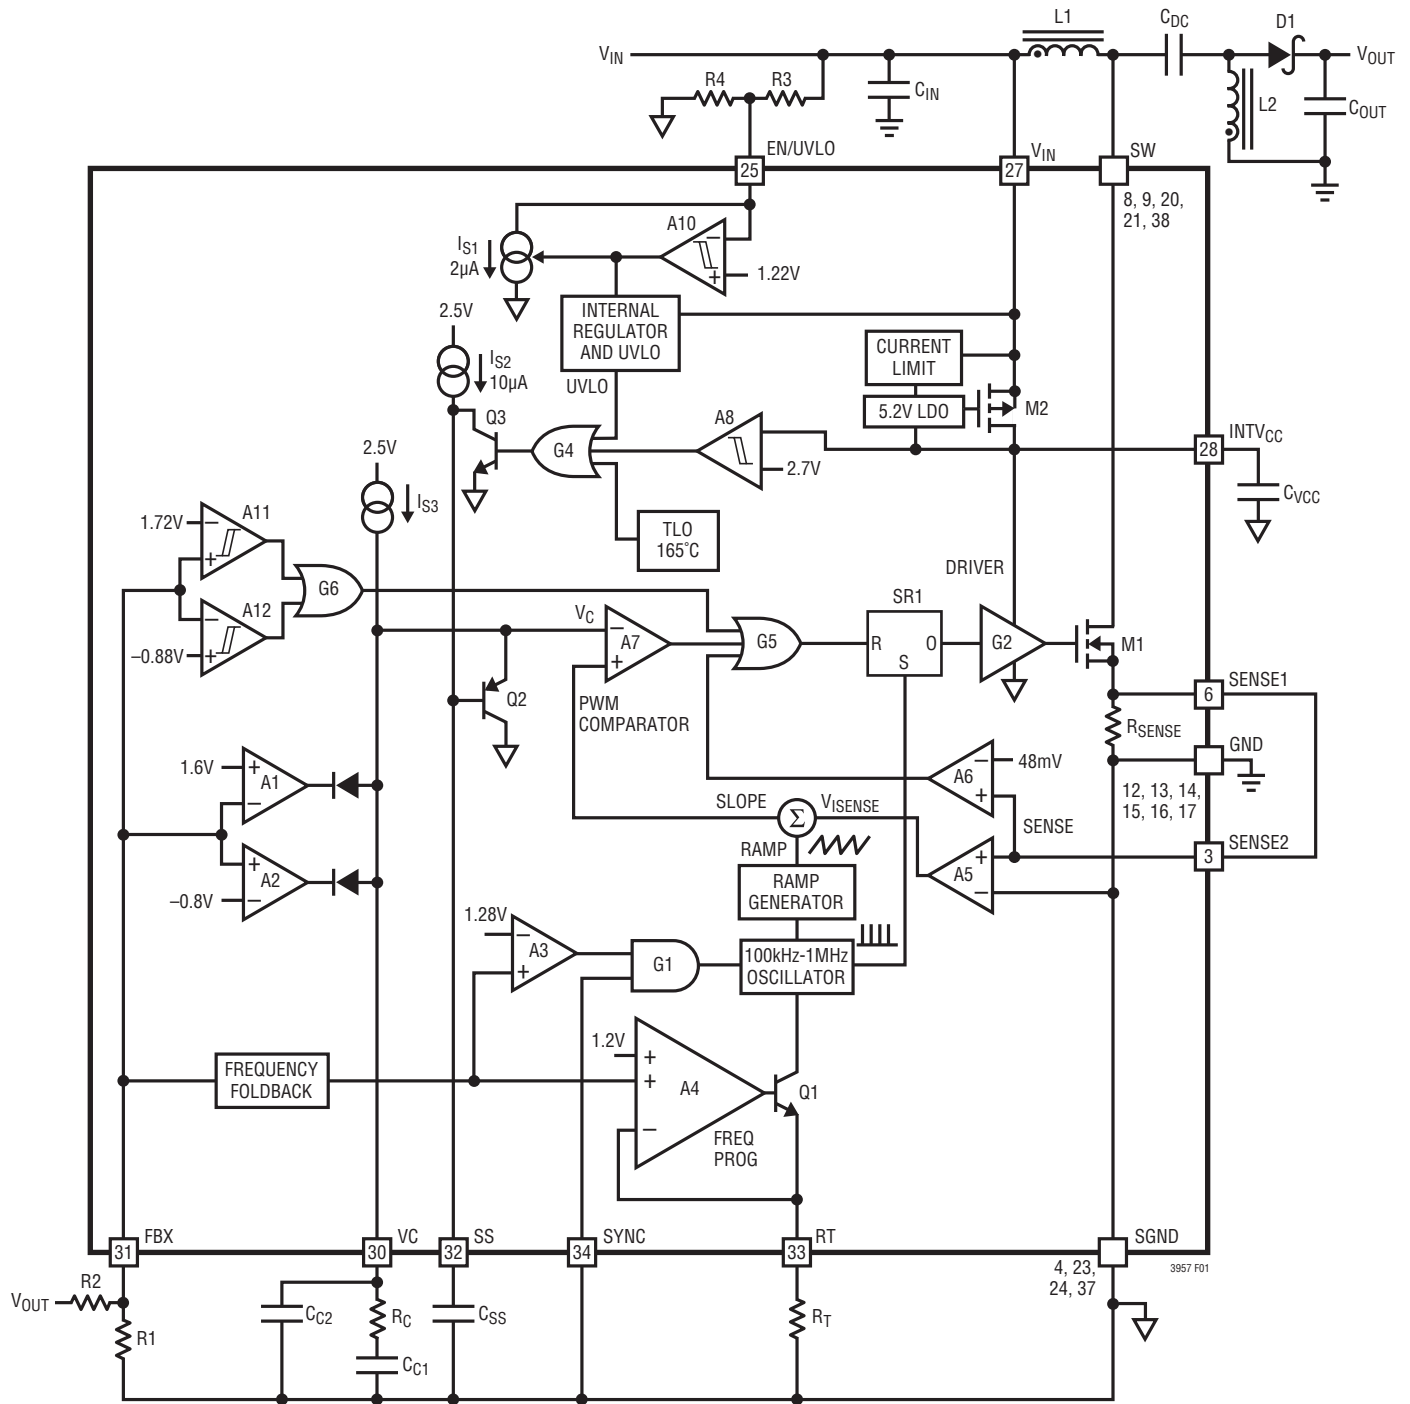 L1
CDC
D1
VIN
VOUT
R4
R3
CIN
L2
COUT
EN/UVLO
VIN
SW
25
27
8, 9, 20,
21, 38
A10
IS1
2µA
–
+
1.22V
2.5V
INTERNAL
REGULATOR
AND UVLO
CURRENT
LIMIT
IS2
10µA
UVLO
5.2V LDO
M2
Q3
A8
INTVCC
28
2.5V
G4
2.7V
CVCC
IS3
A11
1.72V
–
+
TLO
165˚C
DRIVER
G6
A12
–
–0.88V
+
SR1
VC
–
A7
+
G5
R
O
S
G2
M1
Q2
PWM
COMPARATOR
SENSE1
6
RSENSE
GND
1.6V
+
A1
–
A6
–
48mV
+
12, 13, 14,
15, 16, 17
SLOPE
VISENSE
Σ
SENSE
SENSE2
3
RAMP
+
A2
–0.8V
–
RAMP
GENERATOR
A5
+
–
1.28V
–
A3
+
G1
100kHz-1MHz
OSCILLATOR
1.2V
+
+
A4
–
Q1
FREQUENCY
FOLDBACK
FREQ
PROG
FBX
VC
SS
SYNC
RT
SGND
31
30
32
34
33
4, 23,
24, 37
3957 F01
R2
VOUT
R1
CC2
RC
CSS
RT
CC1